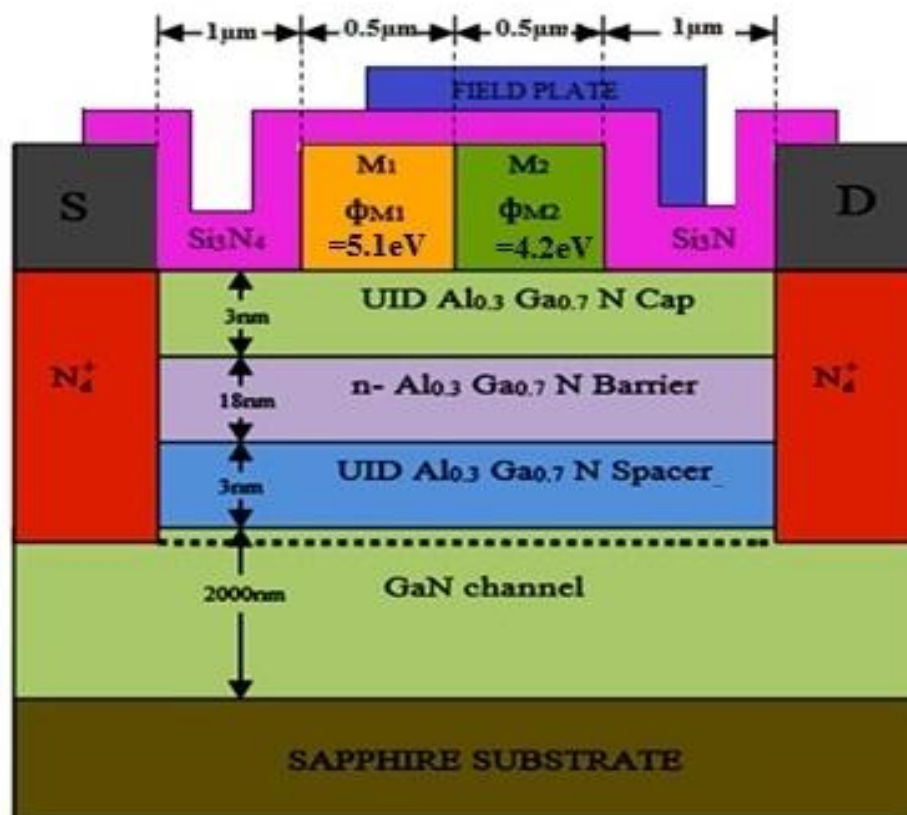 1µm 0.5µm 0.5µm 1µm
FIELD PLATE
S
M₁
ΦM1
=5.1eV
M₂
ΦM2
=4.2eV
D
Si₃N₄
Si₃N
UID Al₀.₃ Ga₀.₇ N Cap
3nm
N⁺d
n- Al₀.₃ Ga₀.₇ N Barrier
N⁺d
18nm
UID Al₀.₃ Ga₀.₇ N Spacer
3nm
GaN channel
2000nm
SAPPHIRE SUBSTRATE